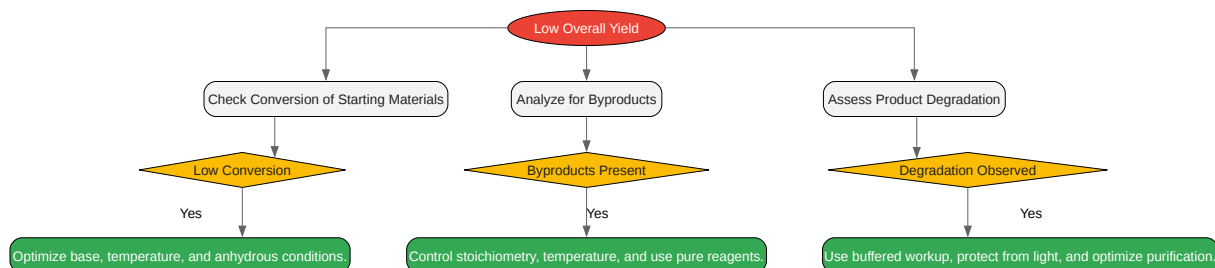 Low Overall Yield
Check Conversion of Starting Materials
Analyze for Byproducts
Assess Product Degradation
Low Conversion
Byproducts Present
Degradation Observed
Yes
Yes
Yes
Optimize base, temperature, and anhydrous conditions.
Control stoichiometry, temperature, and use pure reagents.
Use buffered workup, protect from light, and optimize purification.